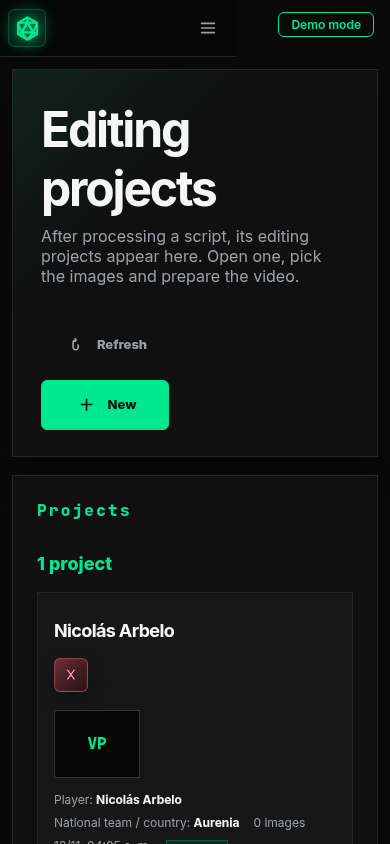 Demo mode
Editing
projects
After processing a script, its editing
projects appear here. Open one, pick
the images and prepare the video.
Refresh
New
Projects
1 project
Nicolás Arbelo
X
VP
Player: Nicolás Arbelo
National team / country: Aurenia 0 images